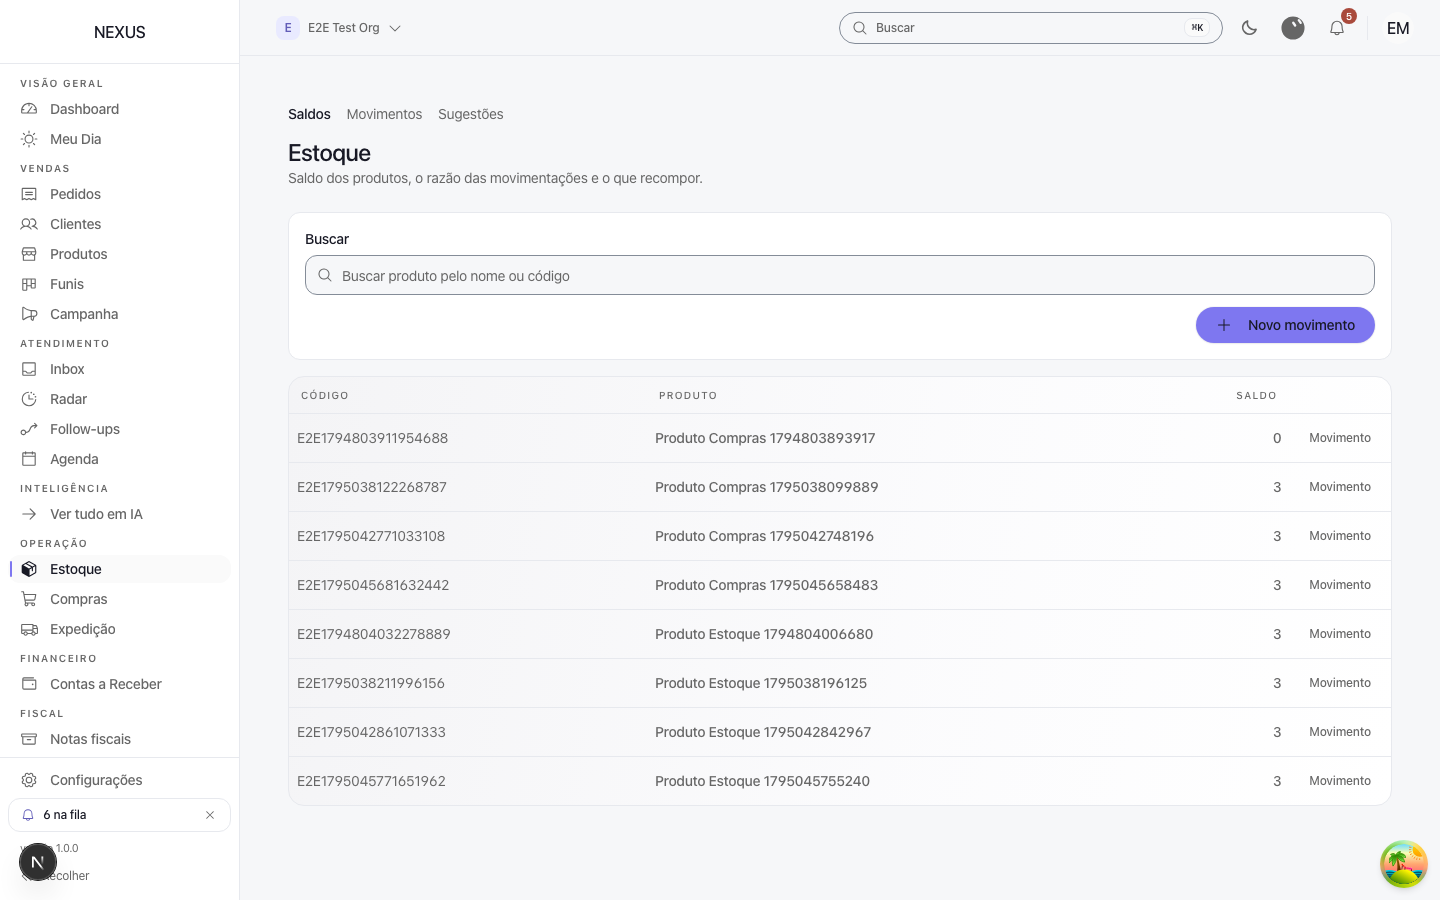 NEXUS
E E2E Test Org
Buscar
⌘K
5
EM
VISÃO GERAL
Dashboard
Meu Dia
VENDAS
Pedidos
Clientes
Produtos
Funis
Campanha
ATENDIMENTO
Inbox
Radar
Follow-ups
Agenda
INTELIGÊNCIA
Ver tudo em IA
OPERAÇÃO
Estoque
Compras
Expedição
FINANCEIRO
Contas a Receber
FISCAL
Notas fiscais
Configurações
6 na fila
1.0.0
N
Saldos Movimentos Sugestões
Estoque
Saldo dos produtos, o razão das movimentações e o que recompor.
Buscar
Buscar produto pelo nome ou código
Novo movimento
CÓDIGO PRODUTO SALDO
E2E1794803911954688 Produto Compras 1794803893917 0 Movimento
E2E1795038122268787 Produto Compras 1795038099889 3 Movimento
E2E1795042771033108 Produto Compras 1795042748196 3 Movimento
E2E1795045681632442 Produto Compras 1795045658483 3 Movimento
E2E1794804032278889 Produto Estoque 1794804006680 3 Movimento
E2E1795038211996156 Produto Estoque 1795038196125 3 Movimento
E2E1795042861071333 Produto Estoque 1795042842967 3 Movimento
E2E1795045771651962 Produto Estoque 1795045755240 3 Movimento